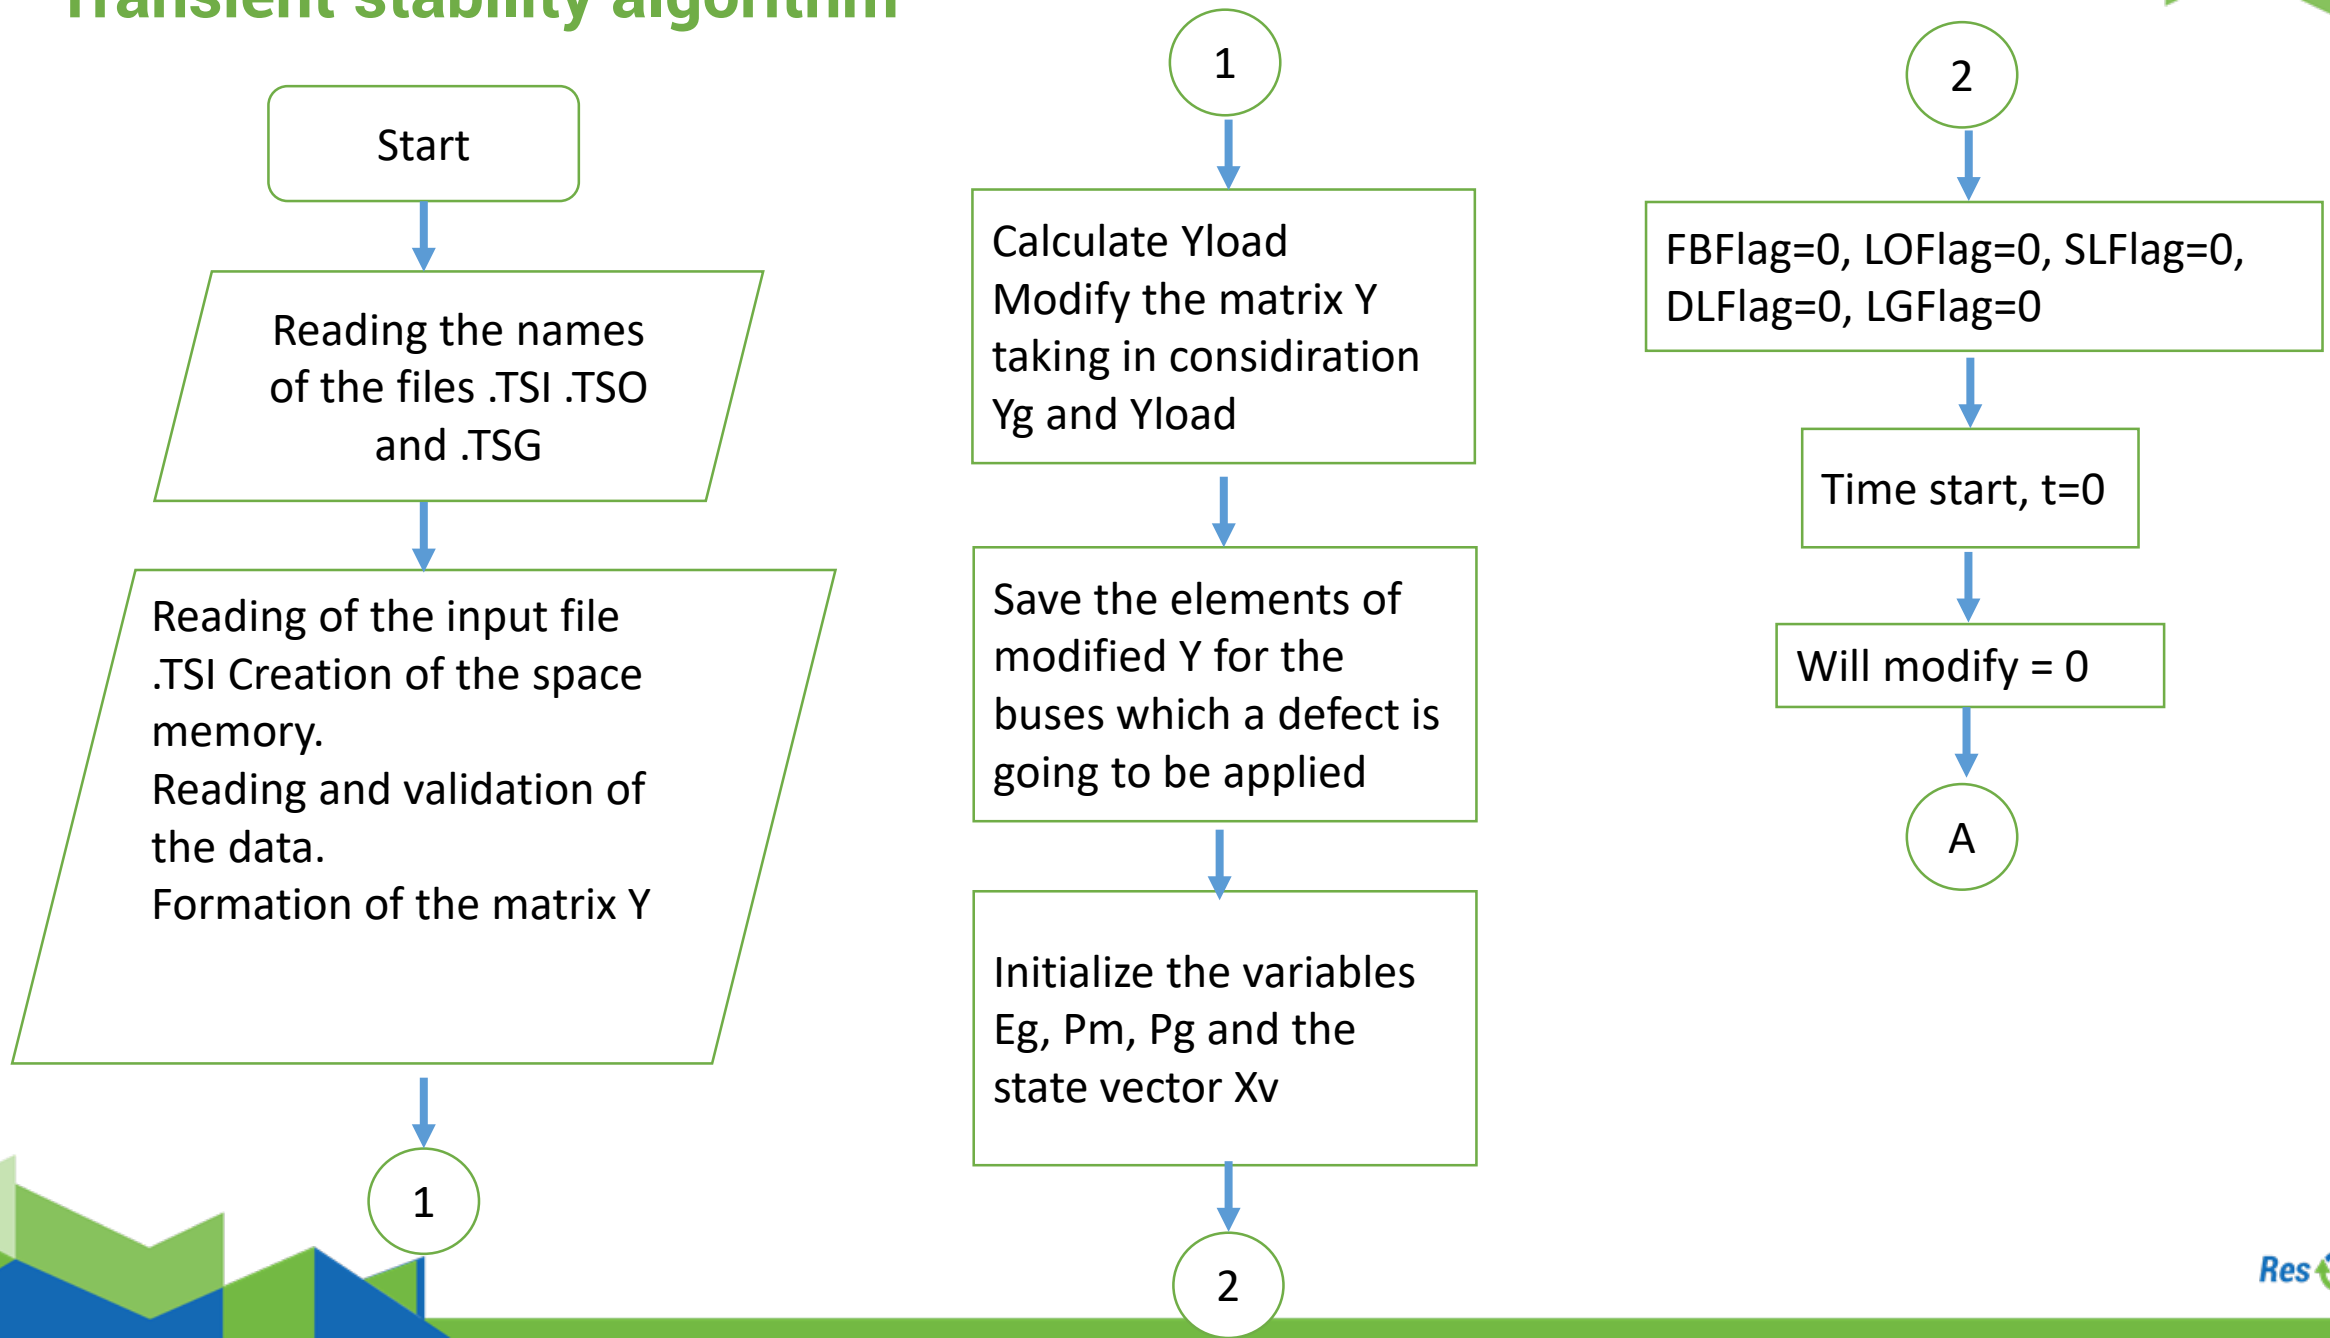 Transient stability algorithm
Start
Reading the names
of the files .TSI .TSO
and .TSG
Reading of the input file
.TSI Creation of the space
memory.
Reading and validation of
the data.
Formation of the matrix Y
1
1
Calculate Yload
Modify the matrix Y
taking in considiration
Yg and Yload
Save the elements of
modified Y for the
buses which a defect is
going to be applied
Initialize the variables
Eg, Pm, Pg and the
state vector Xv
2
2
FBFlag=0, LOFlag=0, SLFlag=0,
DLFlag=0, LGFlag=0
Time start, t=0
Will modify = 0
A
Res